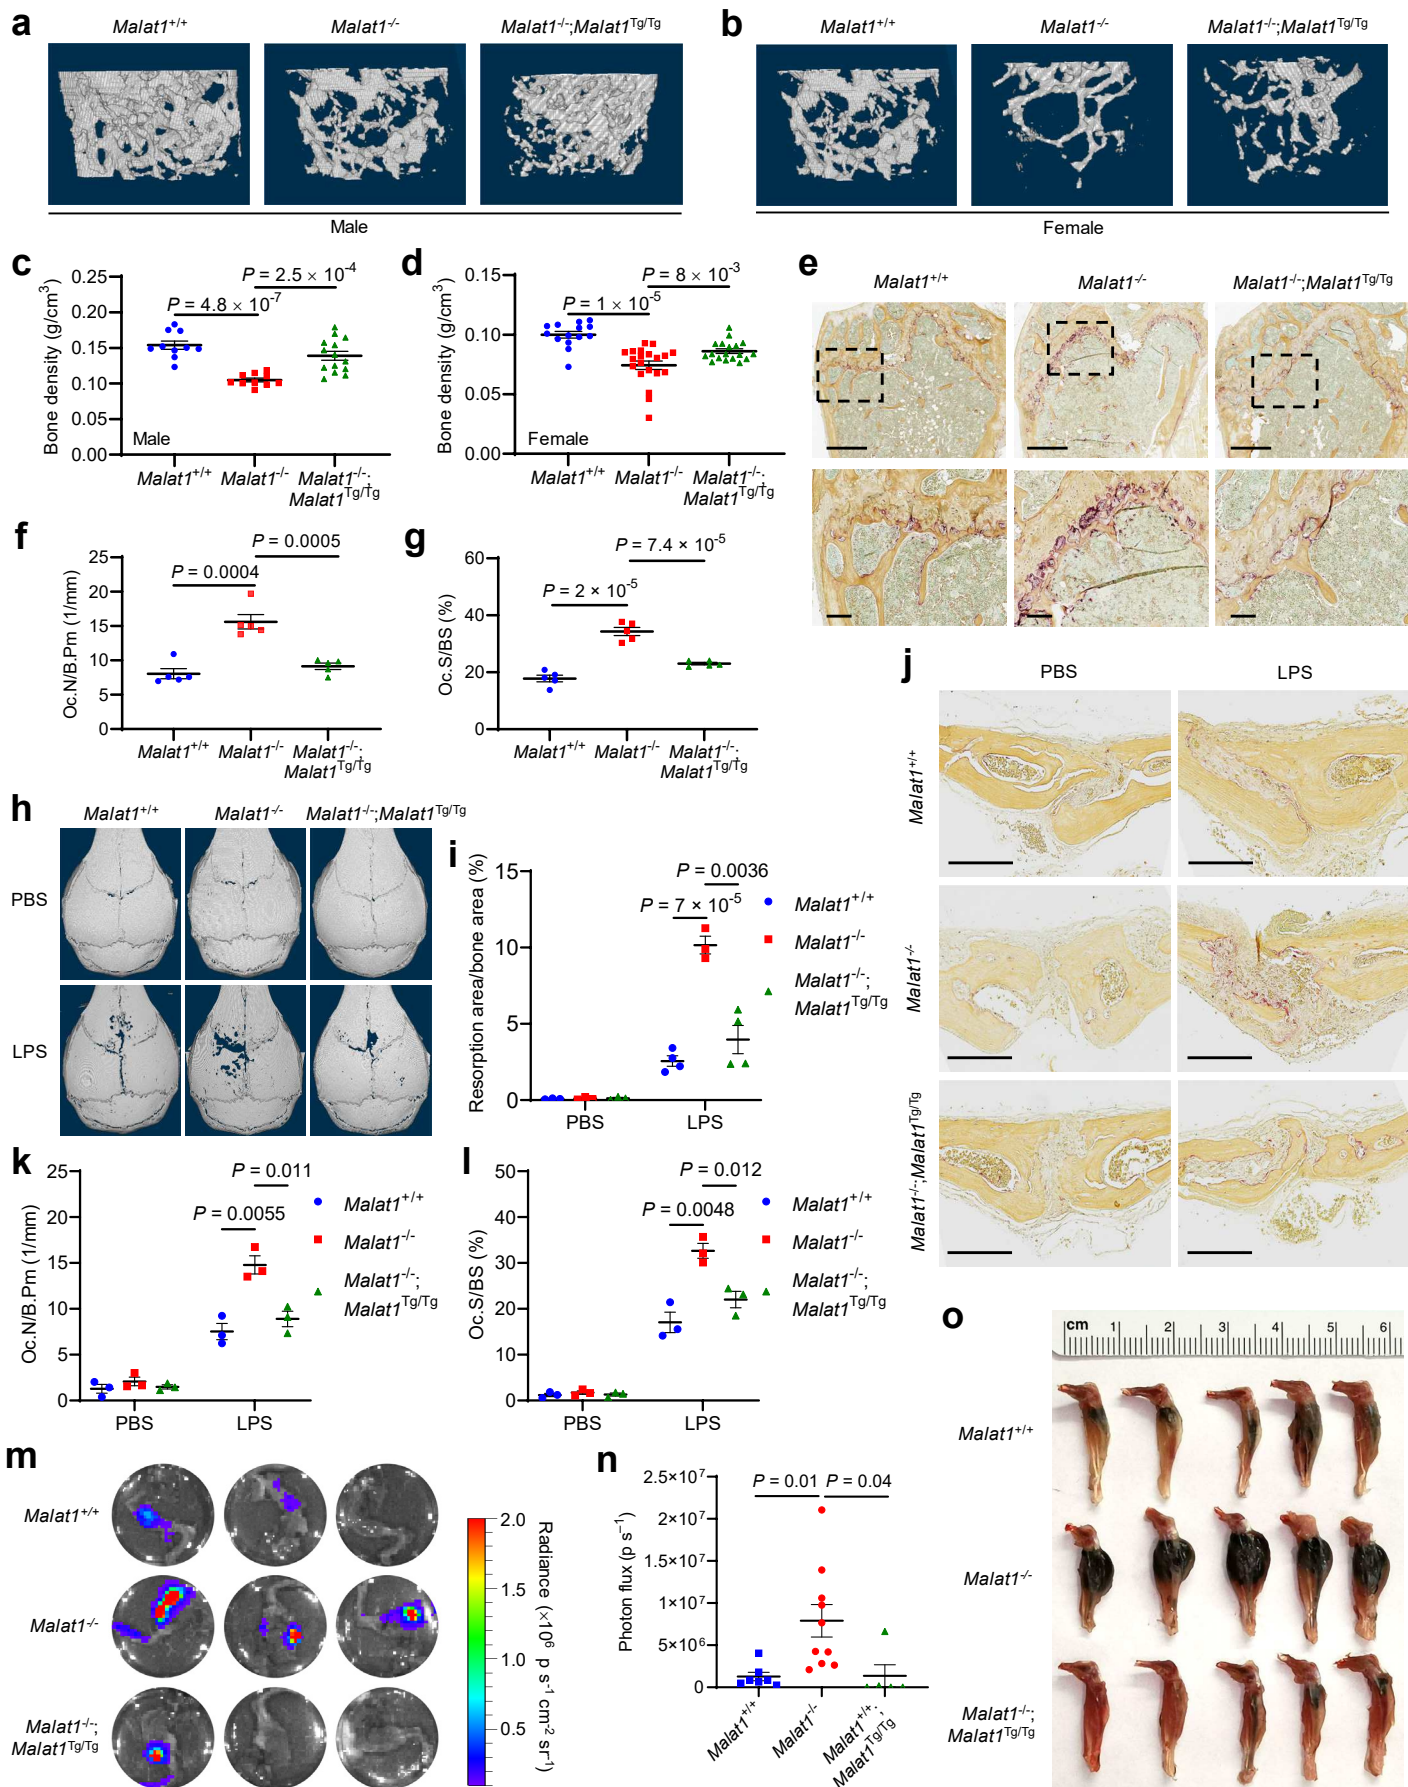 a
Malat1+/+
Malat1-/-
Malat1-/-;Malat1Tg/Tg
Male
b
Malat1+/+
Malat1-/-
Malat1-/-;Malat1Tg/Tg
Female
c
Bone density (g/cm3)
0.25
0.20
0.15
0.10
0.05
0.00
P = 2.5 × 10-4
P = 4.8 × 10-7
Male
Malat1+/+
Malat1-/-
Malat1-/-;
Malat1Tg/Tg
d
Bone density (g/cm3)
0.15
0.10
0.05
0.00
P = 8 × 10-3
P = 1 × 10-5
Female
Malat1+/+
Malat1-/-
Malat1-/-;
Malat1Tg/Tg
e
Malat1+/+
Malat1-/-
Malat1-/-;Malat1Tg/Tg
f
Oc.N/B.Pm (1/mm)
25
20
15
10
5
0
P = 0.0005
P = 0.0004
Malat1+/+
Malat1-/-
Malat1-/-;
Malat1Tg/Tg
g
Oc.S/BS (%)
60
40
20
0
P = 7.4 × 10-5
P = 2 × 10-5
Malat1+/+
Malat1-/-
Malat1-/-;
Malat1Tg/Tg
h
Malat1+/+
Malat1-/-
Malat1-/-;Malat1Tg/Tg
PBS
LPS
i
Resorption area/bone area (%)
15
10
5
0
P = 0.0036
P = 7 × 10-5
PBS
LPS
Malat1+/+
Malat1-/-
Malat1-/-;
Malat1Tg/Tg
j
PBS
LPS
Malat1+/+
Malat1-/-
Malat1-/-;Malat1Tg/Tg
k
Oc.N/B.Pm (1/mm)
25
20
15
10
5
0
P = 0.011
P = 0.0055
PBS
LPS
Malat1+/+
Malat1-/-
Malat1-/-;
Malat1Tg/Tg
l
Oc.S/BS (%)
50
40
30
20
10
0
P = 0.012
P = 0.0048
PBS
LPS
Malat1+/+
Malat1-/-
Malat1-/-;
Malat1Tg/Tg
m
Malat1+/+
Malat1-/-
Malat1-/-;
Malat1Tg/Tg
2.0
1.5
1.0
0.5
Radiance (×106 p s-1 cm-2 sr-1)
n
Photon flux (p s−1)
2.5×107
2×107
1.5×107
1×107
5×106
0
P = 0.01
P = 0.04
Malat1+/+
Malat1-/-
Malat1+/+;
Malat1Tg/Tg
o
cm 1 2 3 4 5 6
Malat1+/+
Malat1-/-
Malat1-/-;
Malat1Tg/Tg